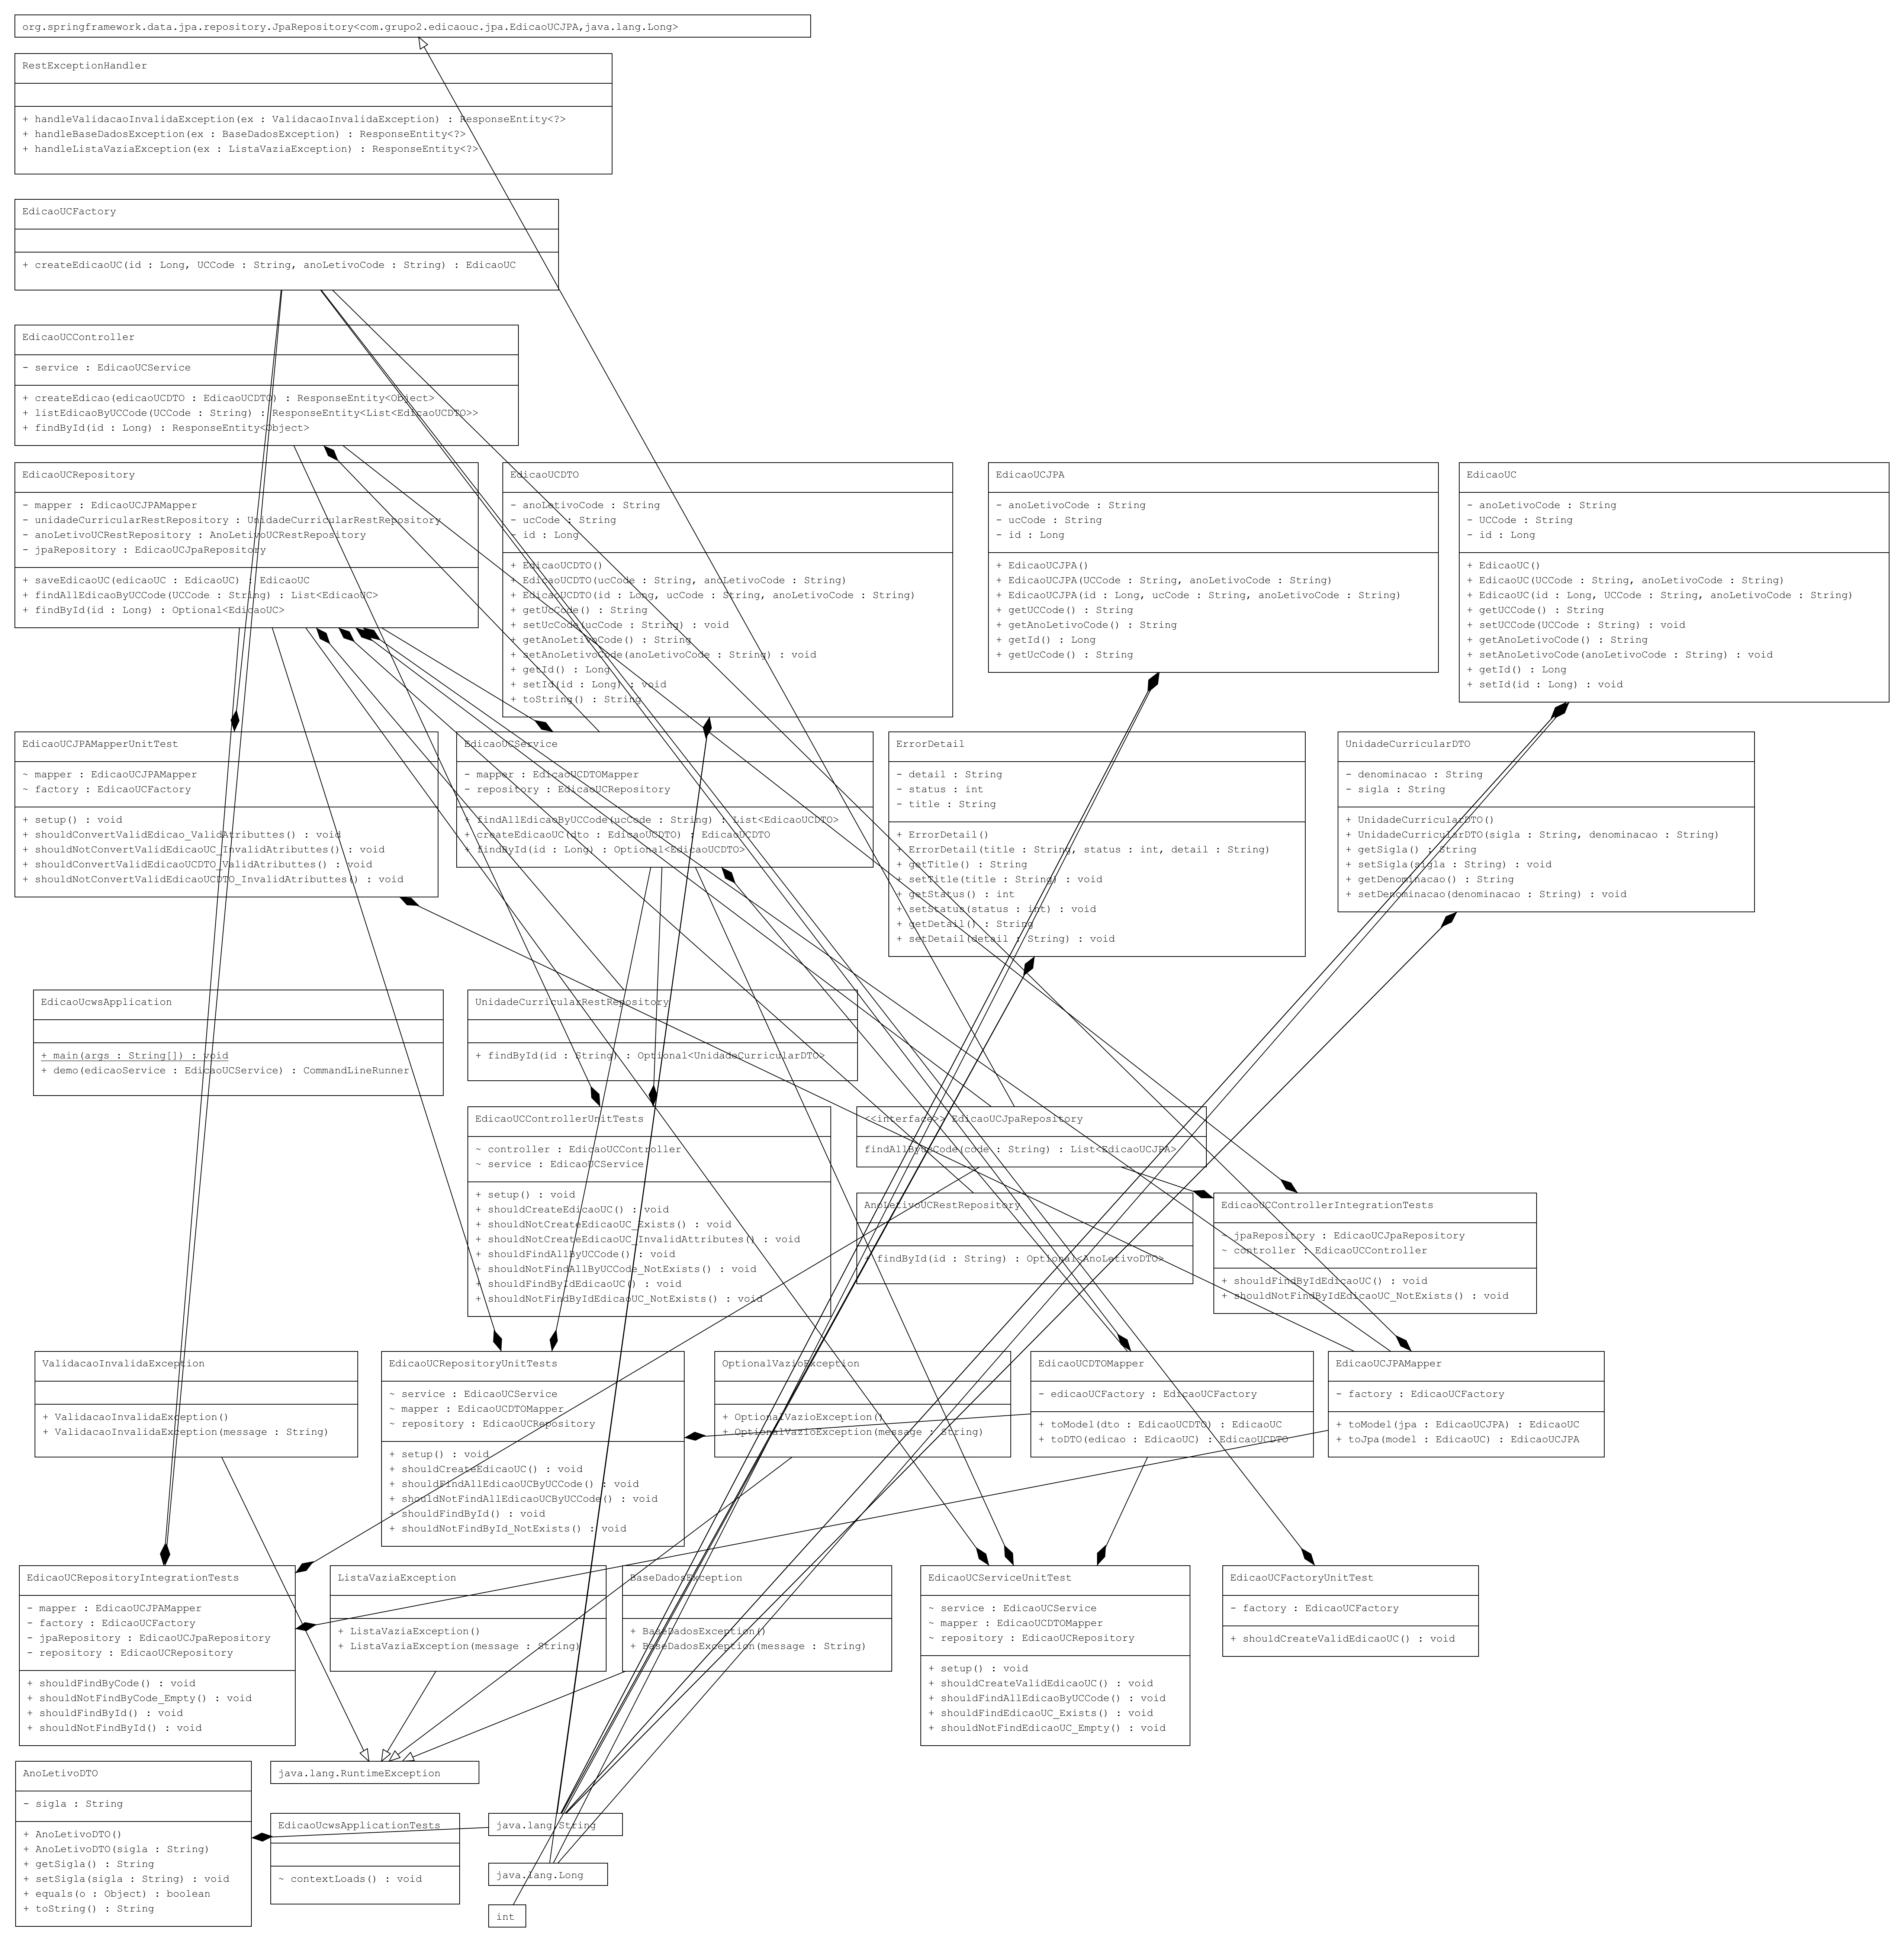 org.springframework.data.jpa.repository.JpaRepository<com.grupo2.edicaouc.jpa.EdicaoUCJPA,java.lang.Long>
RestExceptionHandler
+ handleValidacaoInvalidaException(ex : ValidacaoInvalidaException) : ResponseEntity<?>
+ handleBaseDadosException(ex : BaseDadosException) : ResponseEntity<?>
+ handleListaVaziaException(ex : ListaVaziaException) : ResponseEntity<?>
EdicaoUCFactory
+ createEdicaoUC(id : Long, UCCode : String, anoLetivoCode : String) : EdicaoUC
EdicaoUCController
- service : EdicaoUCService
+ createEdicao(edicaoUCDTO : EdicaoUCDTO) : ResponseEntity<Object>
+ listEdicaoByUCCode(UCCode : String) : ResponseEntity<List<EdicaoUCDTO>>
+ findById(id : Long) : ResponseEntity<Object>
EdicaoUCRepository
- mapper : EdicaoUCJPAMapper
- unidadeCurricularRestRepository : UnidadeCurricularRestRepository
- anoLetivoUCRestRepository : AnoLetivoUCRestRepository
- jpaRepository : EdicaoUCJpaRepository
+ saveEdicaoUC(edicaoUC : EdicaoUC) : EdicaoUC
+ findAllEdicaoByUCCode(UCCode : String) : List<EdicaoUC>
+ findById(id : Long) : Optional<EdicaoUC>
EdicaoUCDTO
- anoLetivoCode : String
- ucCode : String
- id : Long
+ EdicaoUCDTO()
+ EdicaoUCDTO(ucCode : String, anoLetivoCode : String)
+ EdicaoUCDTO(id : Long, ucCode : String, anoLetivoCode : String)
+ getUcCode() : String
+ setUcCode(ucCode : String) : void
+ getAnoLetivoCode() : String
+ setAnoLetivoCode(anoLetivoCode : String) : void
+ getId() : Long
+ setId(id : Long) : void
+ toString() : String
EdicaoUCJPA
- anoLetivoCode : String
- ucCode : String
- id : Long
+ EdicaoUCJPA()
+ EdicaoUCJPA(UCCode : String, anoLetivoCode : String)
+ EdicaoUCJPA(id : Long, ucCode : String, anoLetivoCode : String)
+ getUCCode() : String
+ getAnoLetivoCode() : String
+ getId() : Long
+ getUcCode() : String
EdicaoUC
- anoLetivoCode : String
- UCCode : String
- id : Long
+ EdicaoUC()
+ EdicaoUC(UCCode : String, anoLetivoCode : String)
+ EdicaoUC(id : Long, UCCode : String, anoLetivoCode : String)
+ getUCCode() : String
+ setUCCode(UCCode : String) : void
+ getAnoLetivoCode() : String
+ setAnoLetivoCode(anoLetivoCode : String) : void
+ getId() : Long
+ setId(id : Long) : void
EdicaoUCJPAMapperUnitTest
~ mapper : EdicaoUCJPAMapper
~ factory : EdicaoUCFactory
+ setup() : void
+ shouldConvertValidEdicao_ValidAtributtes() : void
+ shouldNotConvertValidEdicaoUC_InvalidAtributtes() : void
+ shouldConvertValidEdicaoUCDTO_ValidAtributtes() : void
+ shouldNotConvertValidEdicaoUCDTO_InvalidAtributtes() : void
EdicaoUCService
- mapper : EdicaoUCDTOMapper
- repository : EdicaoUCRepository
+ findAllEdicaoByUCCode(ucCode : String) : List<EdicaoUCDTO>
+ createEdicaoUC(dto : EdicaoUCDTO) : EdicaoUCDTO
+ findById(id : Long) : Optional<EdicaoUCDTO>
ErrorDetail
- detail : String
- status : int
- title : String
+ ErrorDetail()
+ ErrorDetail(title : String, status : int, detail : String)
+ getTitle() : String
+ setTitle(title : String) : void
+ getStatus() : int
+ setStatus(status : int) : void
+ getDetail() : String
+ setDetail(detail : String) : void
UnidadeCurricularDTO
- denominacao : String
- sigla : String
+ UnidadeCurricularDTO()
+ UnidadeCurricularDTO(sigla : String, denominacao : String)
+ getSigla() : String
+ setSigla(sigla : String) : void
+ getDenominacao() : String
+ setDenominacao(denominacao : String) : void
EdicaoUcwsApplication
+ main(args : String[]) : void
+ demo(edicaoService : EdicaoUCService) : CommandLineRunner
UnidadeCurricularRestRepository
+ findById(id : String) : Optional<UnidadeCurricularDTO>
EdicaoUCControllerUnitTests
~ controller : EdicaoUCController
~ service : EdicaoUCService
+ setup() : void
+ shouldCreateEdicaoUC() : void
+ shouldNotCreateEdicaoUC_Exists() : void
+ shouldNotCreateEdicaoUC_InvalidAttributes() : void
+ shouldFindAllByUCCode() : void
+ shouldNotFindAllByUCCode_NotExists() : void
+ shouldFindByIdEdicaoUC() : void
+ shouldNotFindByIdEdicaoUC_NotExists() : void
<<interface>> EdicaoUCJpaRepository
findAllByUcCode(code : String) : List<EdicaoUCJPA>
AnoLetivoUCRestRepository
+ findById(id : String) : Optional<AnoLetivoDTO>
EdicaoUCControllerIntegrationTests
~ jpaRepository : EdicaoUCJpaRepository
~ controller : EdicaoUCController
+ shouldFindByIdEdicaoUC() : void
+ shouldNotFindByIdEdicaoUC_NotExists() : void
ValidacaoInvalidaException
+ ValidacaoInvalidaException()
+ ValidacaoInvalidaException(message : String)
EdicaoUCRepositoryUnitTests
~ service : EdicaoUCService
~ mapper : EdicaoUCDTOMapper
~ repository : EdicaoUCRepository
+ setup() : void
+ shouldCreateEdicaoUC() : void
+ shouldFindAllEdicaoUCByUCCode() : void
+ shouldNotFindAllEdicaoUCByUCCode() : void
+ shouldFindById() : void
+ shouldNotFindById_NotExists() : void
OptionalVazioException
+ OptionalVazioException()
+ OptionalVazioException(message : String)
EdicaoUCDTOMapper
- edicaoUCFactory : EdicaoUCFactory
+ toModel(dto : EdicaoUCDTO) : EdicaoUC
+ toDTO(edicao : EdicaoUC) : EdicaoUCDTO
EdicaoUCJPAMapper
- factory : EdicaoUCFactory
+ toModel(jpa : EdicaoUCJPA) : EdicaoUC
+ toJpa(model : EdicaoUC) : EdicaoUCJPA
EdicaoUCRepositoryIntegrationTests
- mapper : EdicaoUCJPAMapper
- factory : EdicaoUCFactory
- jpaRepository : EdicaoUCJpaRepository
- repository : EdicaoUCRepository
+ shouldFindByCode() : void
+ shouldNotFindByCode_Empty() : void
+ shouldFindById() : void
+ shouldNotFindById() : void
ListaVaziaException
+ ListaVaziaException()
+ ListaVaziaException(message : String)
BaseDadosException
+ BaseDadosException()
+ BaseDadosException(message : String)
EdicaoUCServiceUnitTest
~ service : EdicaoUCService
~ mapper : EdicaoUCDTOMapper
~ repository : EdicaoUCRepository
+ setup() : void
+ shouldCreateValidEdicaoUC() : void
+ shouldFindAllEdicaoByUCCode() : void
+ shouldFindEdicaoUC_Exists() : void
+ shouldNotFindEdicaoUC_Empty() : void
EdicaoUCFactoryUnitTest
- factory : EdicaoUCFactory
+ shouldCreateValidEdicaoUC() : void
AnoLetivoDTO
- sigla : String
+ AnoLetivoDTO()
+ AnoLetivoDTO(sigla : String)
+ getSigla() : String
+ setSigla(sigla : String) : void
+ equals(o : Object) : boolean
+ toString() : String
java.lang.RuntimeException
EdicaoUcwsApplicationTests
~ contextLoads() : void
java.lang.String
java.lang.Long
int